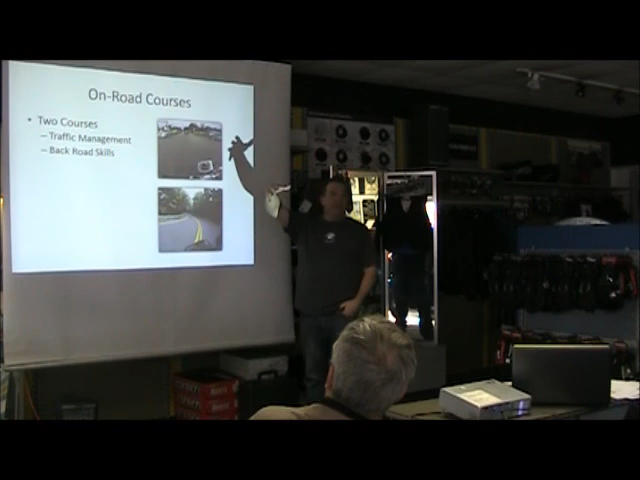 On-Road Courses
• Two Courses
– Traffic Management
– Back Road Skills